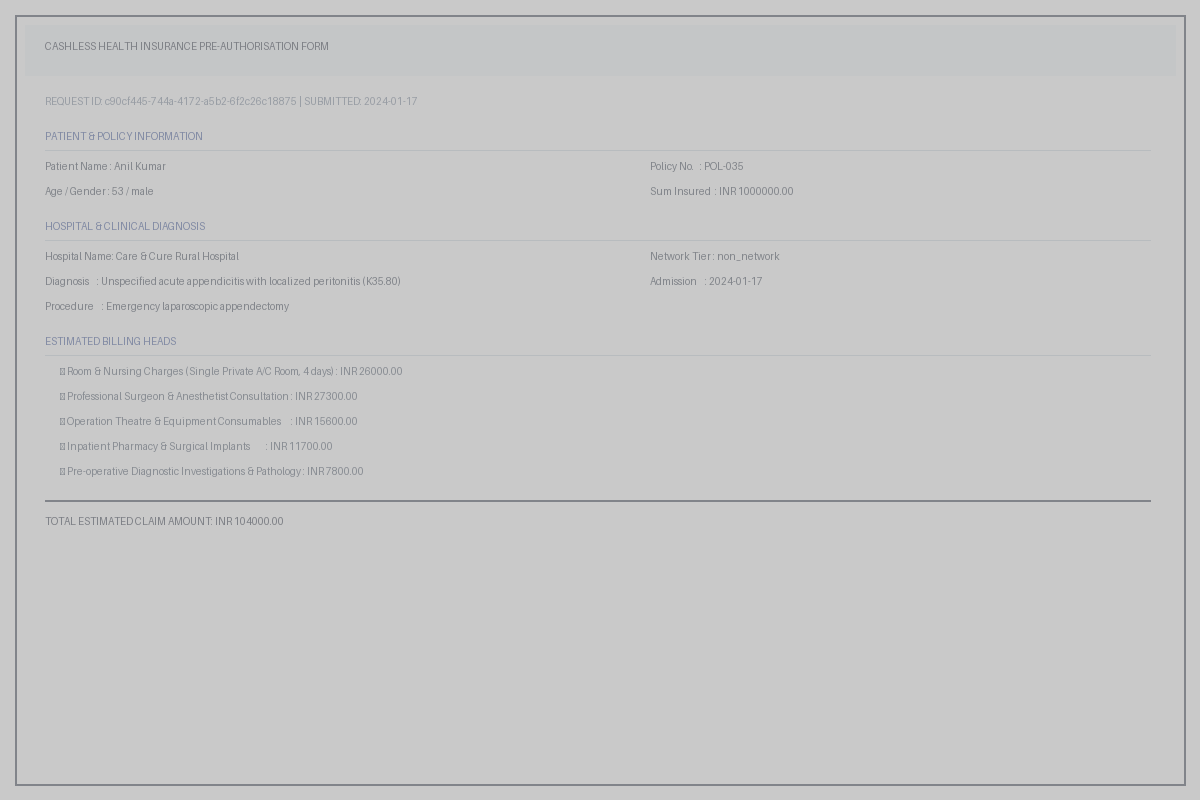 CASHLESS HEALTH INSURANCE PRE-AUTHORISATION FORM
REQUEST ID: c90cf445-744a-4172-a5b2-6f2c26c18875 | SUBMITTED: 2024-01-17
PATIENT & POLICY INFORMATION
Patient Name : Anil Kumar
Policy No. : POL-035
Age / Gender : 53 / male
Sum Insured : INR 1000000.00
HOSPITAL & CLINICAL DIAGNOSIS
Hospital Name: Care & Cure Rural Hospital
Network Tier : non_network
Diagnosis : Unspecified acute appendicitis with localized peritonitis (K35.80)
Admission : 2024-01-17
Procedure : Emergency laparoscopic appendectomy
ESTIMATED BILLING HEADS
Room & Nursing Charges (Single Private A/C Room, 4 days) : INR 26000.00
Professional Surgeon & Anesthetist Consultation : INR 27300.00
Operation Theatre & Equipment Consumables : INR 15600.00
Inpatient Pharmacy & Surgical Implants : INR 11700.00
Pre-operative Diagnostic Investigations & Pathology : INR 7800.00
TOTAL ESTIMATED CLAIM AMOUNT: INR 104000.00